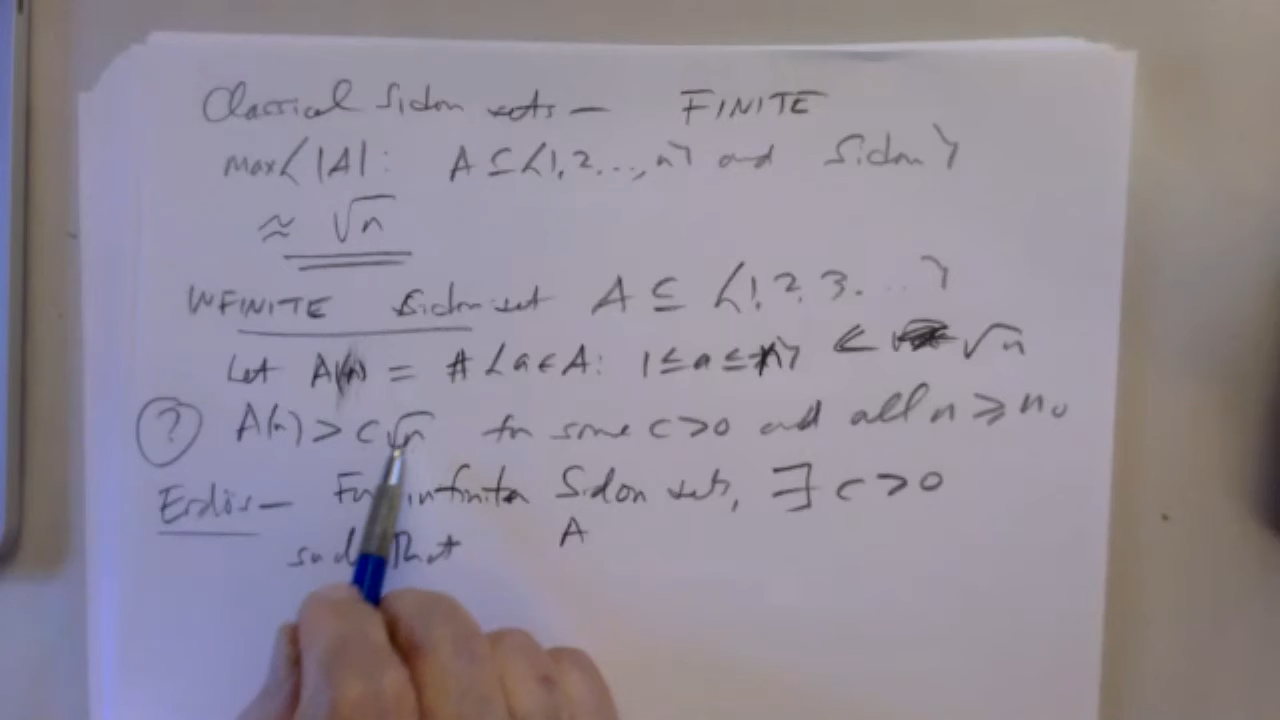 Classical Sidon sets — FINITE
max{ |A| : A ⊆ {1, 2, ..., n} and Sidon }
≈ √n
INFINITE Sidon set A ⊆ {1, 2, 3, ... }
Let A(n) = # {a ∈ A : 1 ≤ a ≤ n} < √n
? A(n) > c√n for some c > 0 and all n ≥ n₀
Erdös — For infinite Sidon sets, ∃ c > 0
A
such that